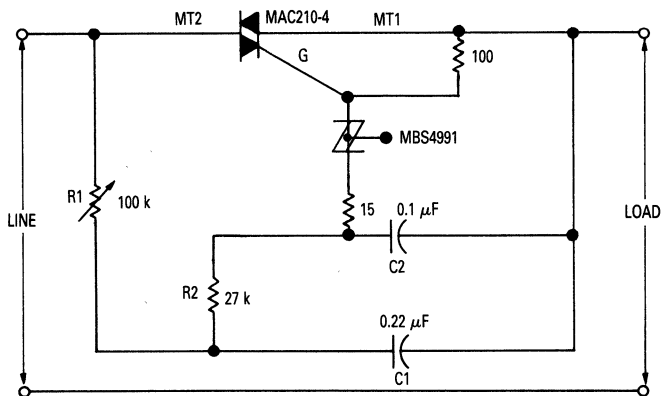 MT2
MAC210-4
MT1
G
100
MBS4991
R1
100 k
LINE
15
0.1 μF
C2
LOAD
R2
27 k
0.22 μF
C1